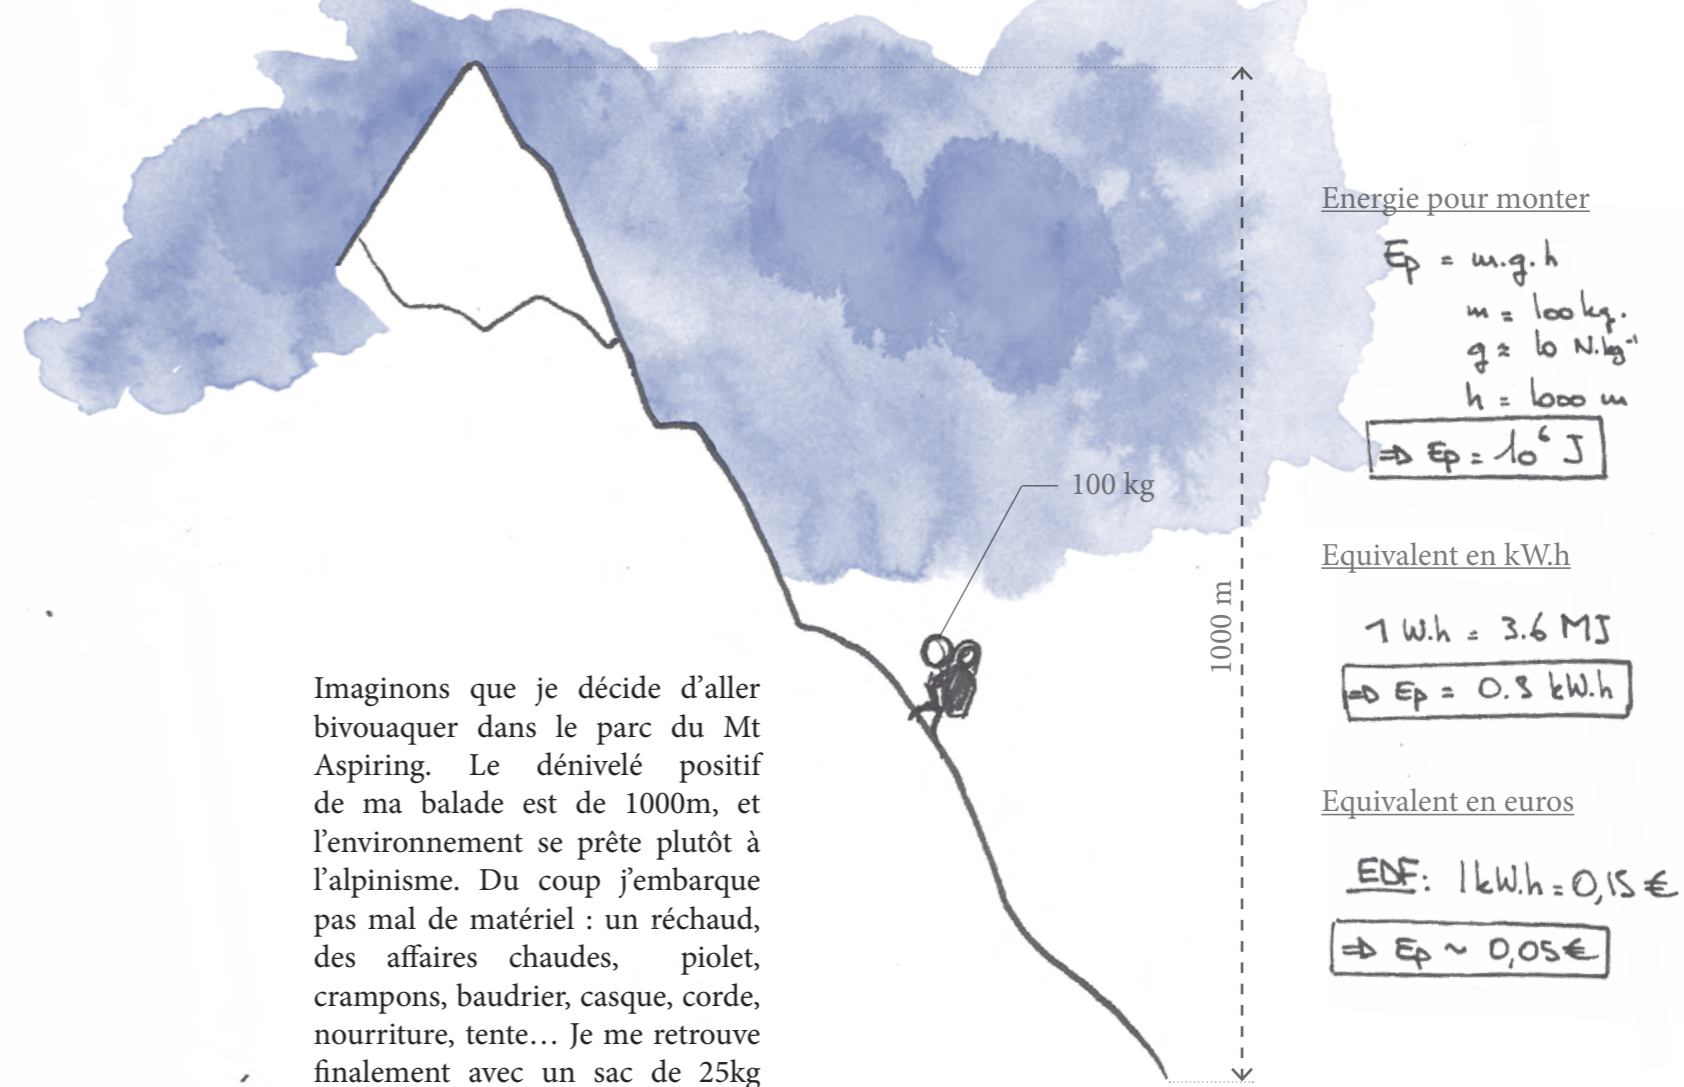 Energie pour monter
Ep = m.g.h
m = 100 kg.
g ≈ 10 N.kg⁻¹
h = 1000 m
⇒ Ep = 10⁶ J
100 kg
Equivalent en kW.h
1000 m
1 W.h = 3.6 MJ
⇒ Ep = 0.3 kW.h
Imaginons que je décide d’aller
bivouaquer dans le parc du Mt
Aspiring. Le dénivelé positif
de ma balade est de 1000m, et
l’environnement se prête plutôt à
l’alpinisme. Du coup j’embarque
pas mal de matériel : un réchaud,
des affaires chaudes, piolet,
crampons, baudrier, casque, corde,
nourriture, tente… Je me retrouve
finalement avec un sac de 25kg
Equivalent en euros
EDF: 1 kW.h = 0,15 €
⇒ Ep ~ 0,05 €